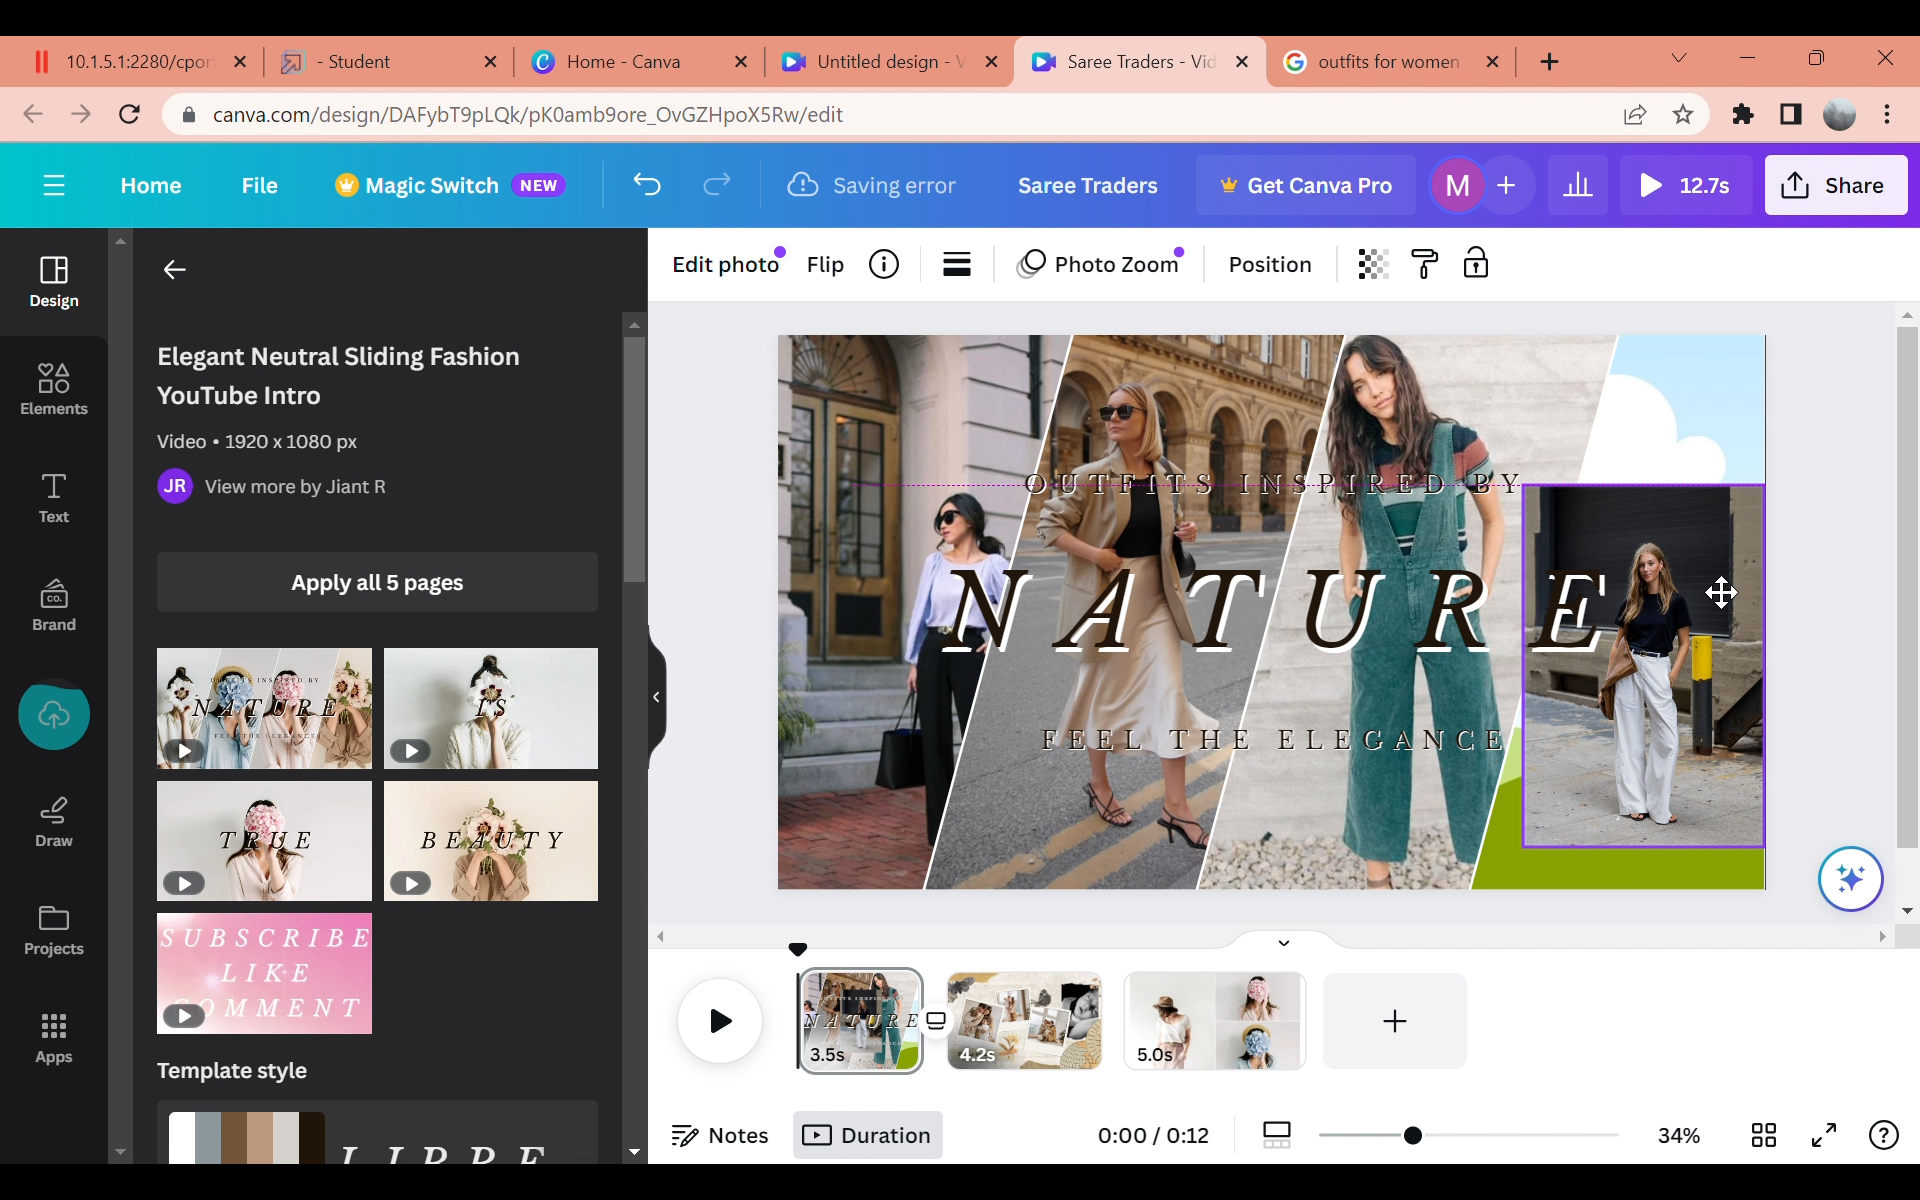 10.1.5.1:2280/cpor
- Student
Home - Canva
Untitled design - V
Saree Traders - Vid
outfits for women
canva.com/design/DAFybT9pLQk/pK0amb9ore_OvGZHpoX5Rw/edit
Home
File
Magic Switch
NEW
Saving error
Saree Traders
Get Canva Pro
M
12.7s
Share
Design
Elements
Text
CO.
Brand
Draw
Projects
Apps
Elegant Neutral Sliding Fashion
YouTube Intro
Video • 1920 x 1080 px
JR
View more by Jiant R
Apply all 5 pages
OUTFITS INSPIRED BY
NATURE
FEEL THE ELEGANCE
IS
TRUE
BEAUTY
SUBSCRIBE
LIKE
COMMENT
Template style
Edit photo
Flip
Photo Zoom
Position
OUTFITS INSPIRED BY
NATURE
FEEL THE ELEGANCE
NATURE
3.5s
4.2s
5.0s
Notes
Duration
0:00 / 0:12
34%